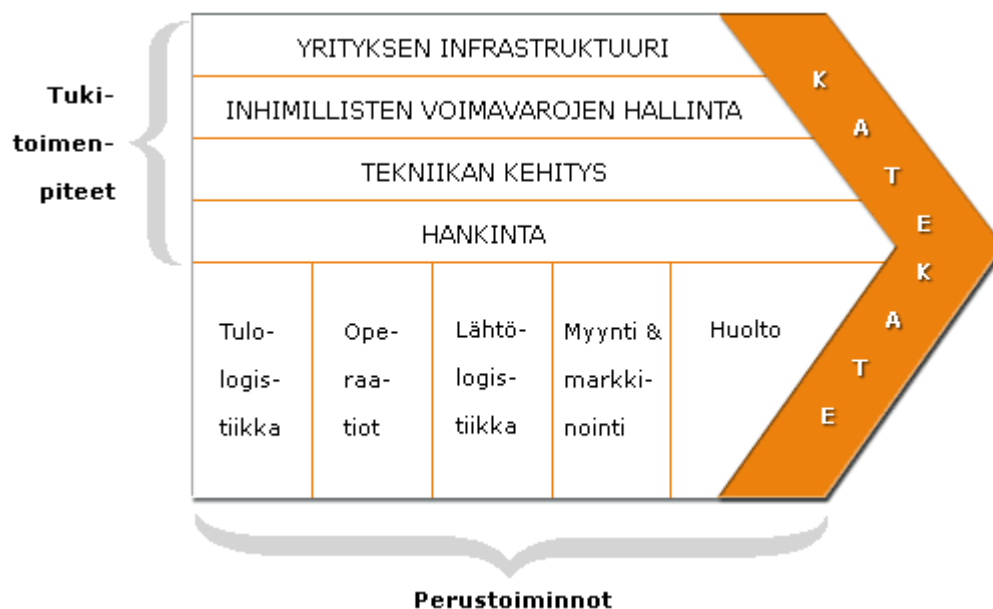 YRITYKSEN INFRASTRUKTUURI
INHIMILLISTEN VOIMAVAROJEN HALLINTA
TEKNIIKAN KEHITYS
HANKINTA
Tuki-
toimen-
piteet
Tulo-
logis-
tiikka
Ope-
raa-
tiot
Lähtö-
logis-
tiikka
Myynti &
markki-
nointi
Huolto
K
A
T
E
K
A
T
E
Perustoiminnot